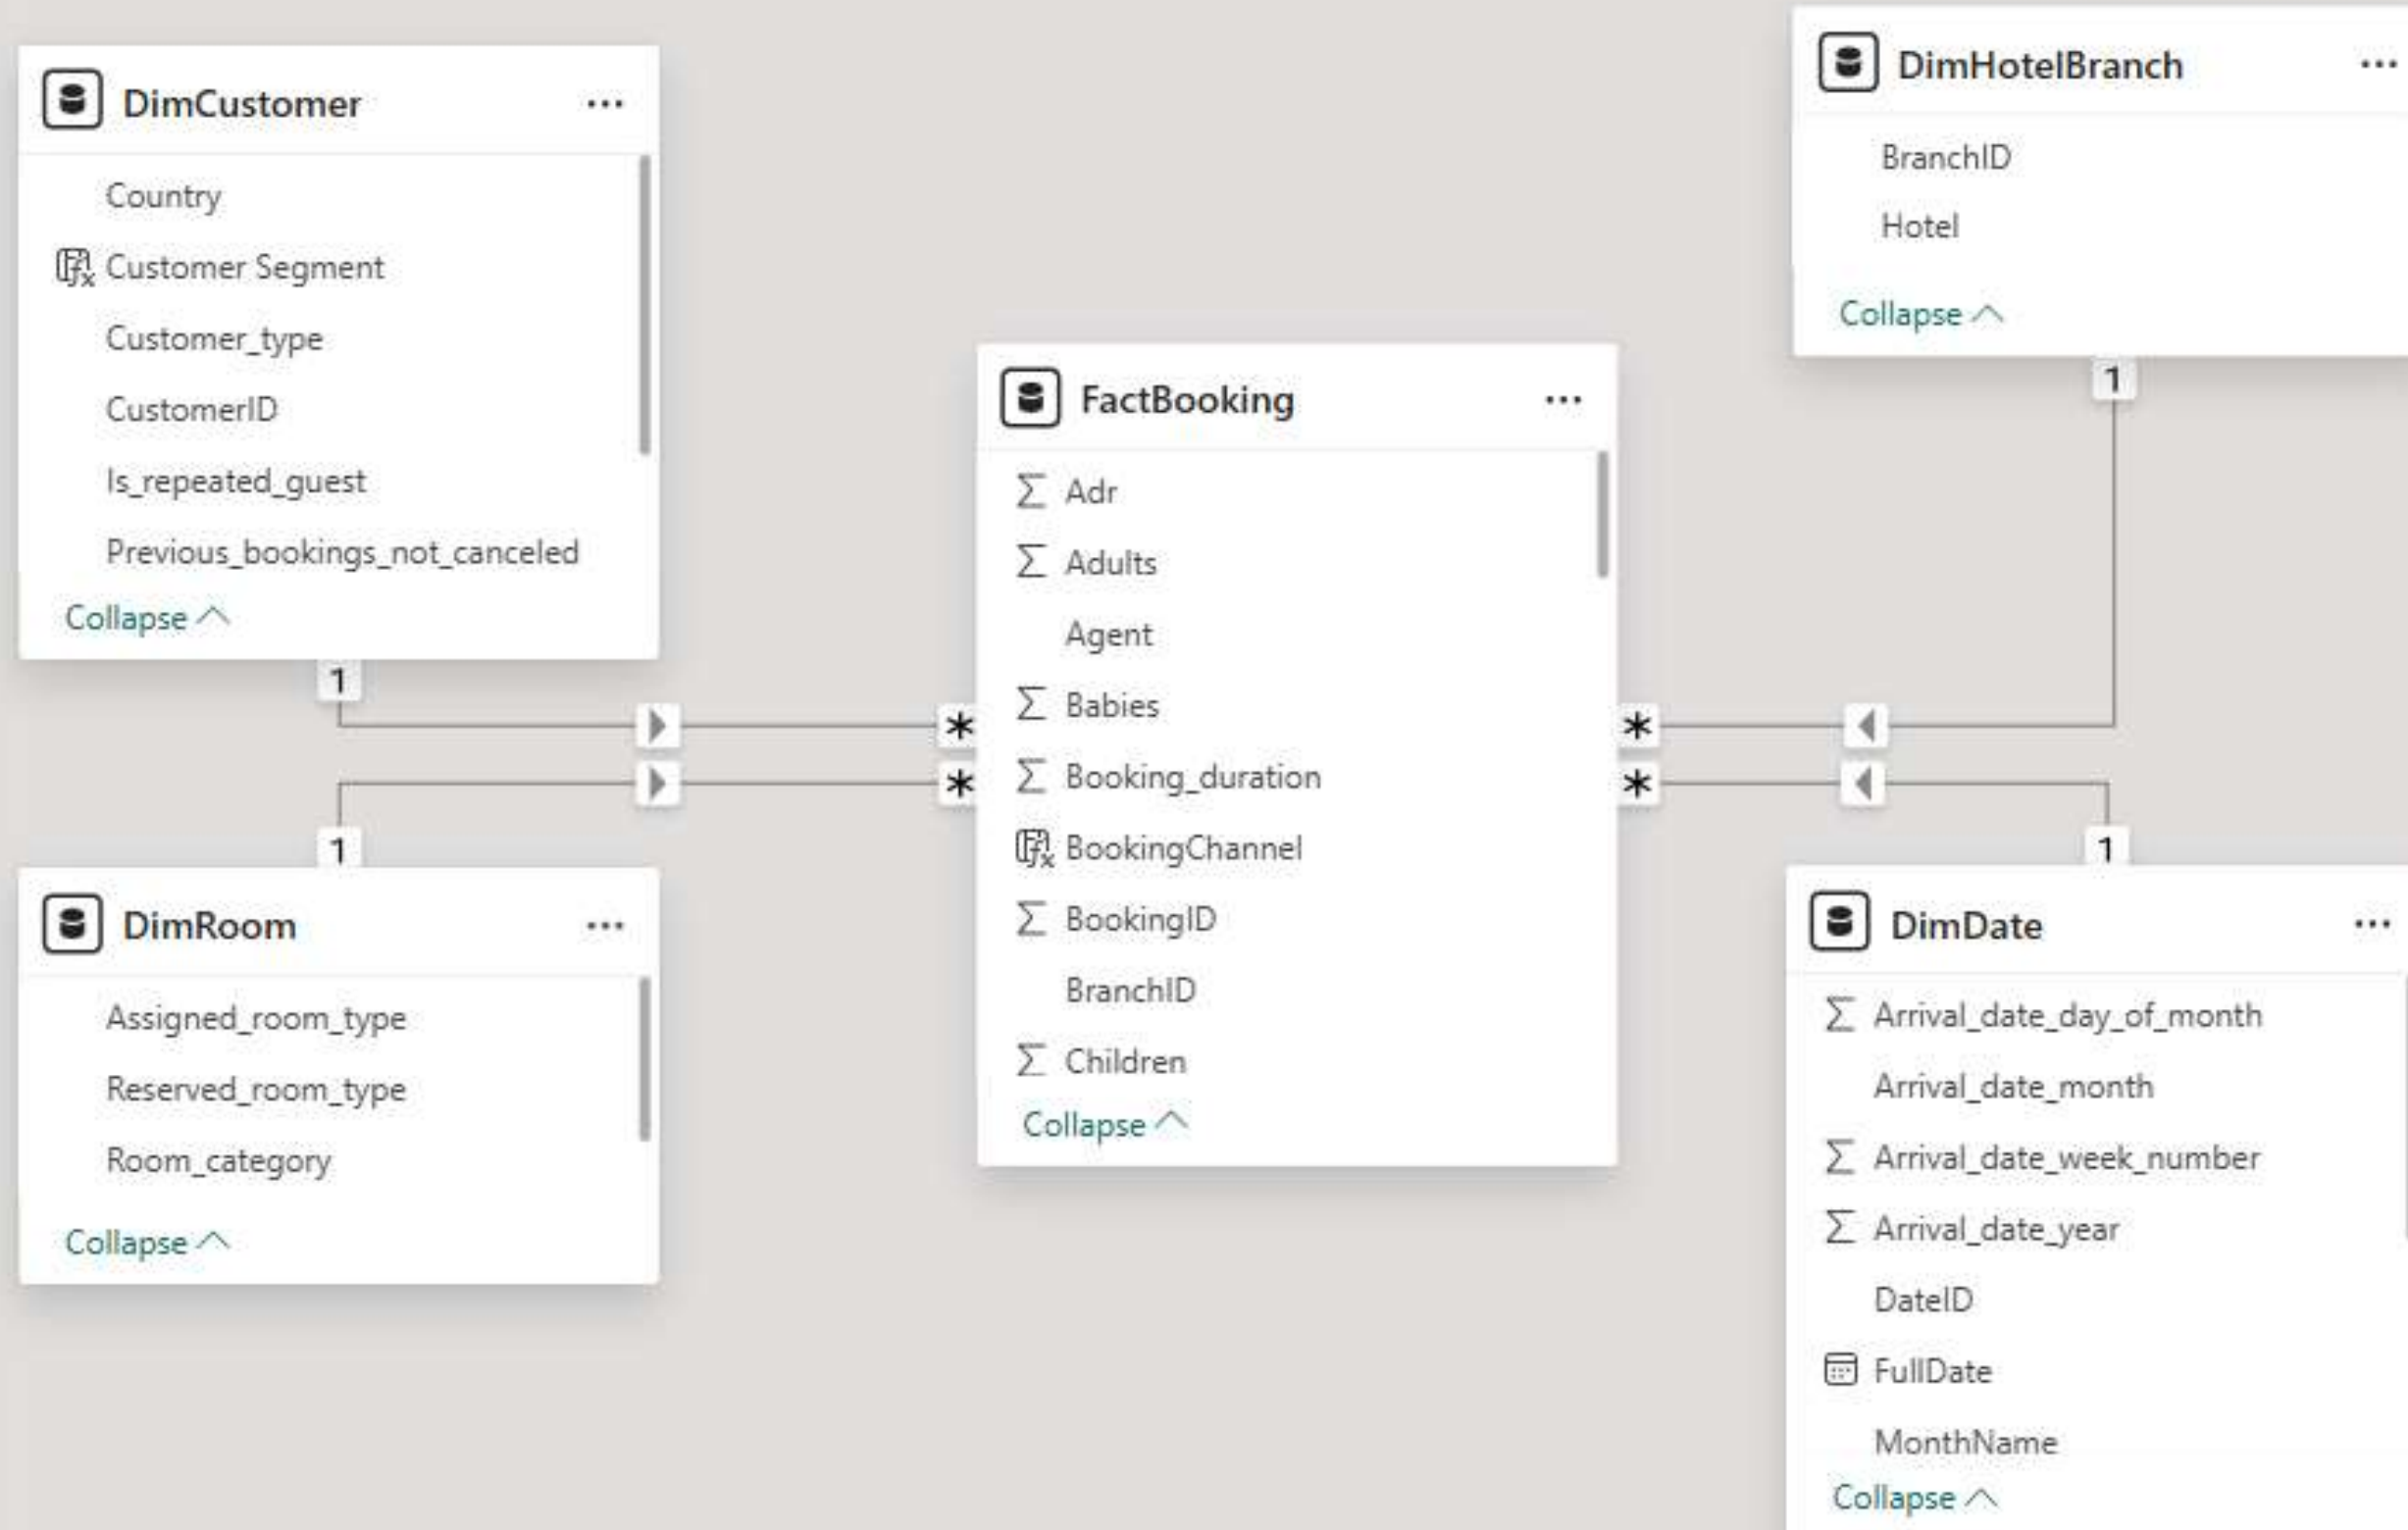 DimCustomer
Country
Customer Segment
Customer_type
CustomerID
Is_repeated_guest
Previous_bookings_not_canceled
Collapse
1
*
*
1
DimRoom
Assigned_room_type
Reserved_room_type
Room_category
Collapse
FactBooking
Σ Adr
Σ Adults
Agent
Σ Babies
Σ Booking_duration
BookingChannel
Σ BookingID
BranchID
Σ Children
Collapse
DimHotelBranch
BranchID
Hotel
Collapse
1
*
*
1
DimDate
Σ Arrival_date_day_of_month
Arrival_date_month
Σ Arrival_date_week_number
Σ Arrival_date_year
DateID
FullDate
MonthName
Collapse